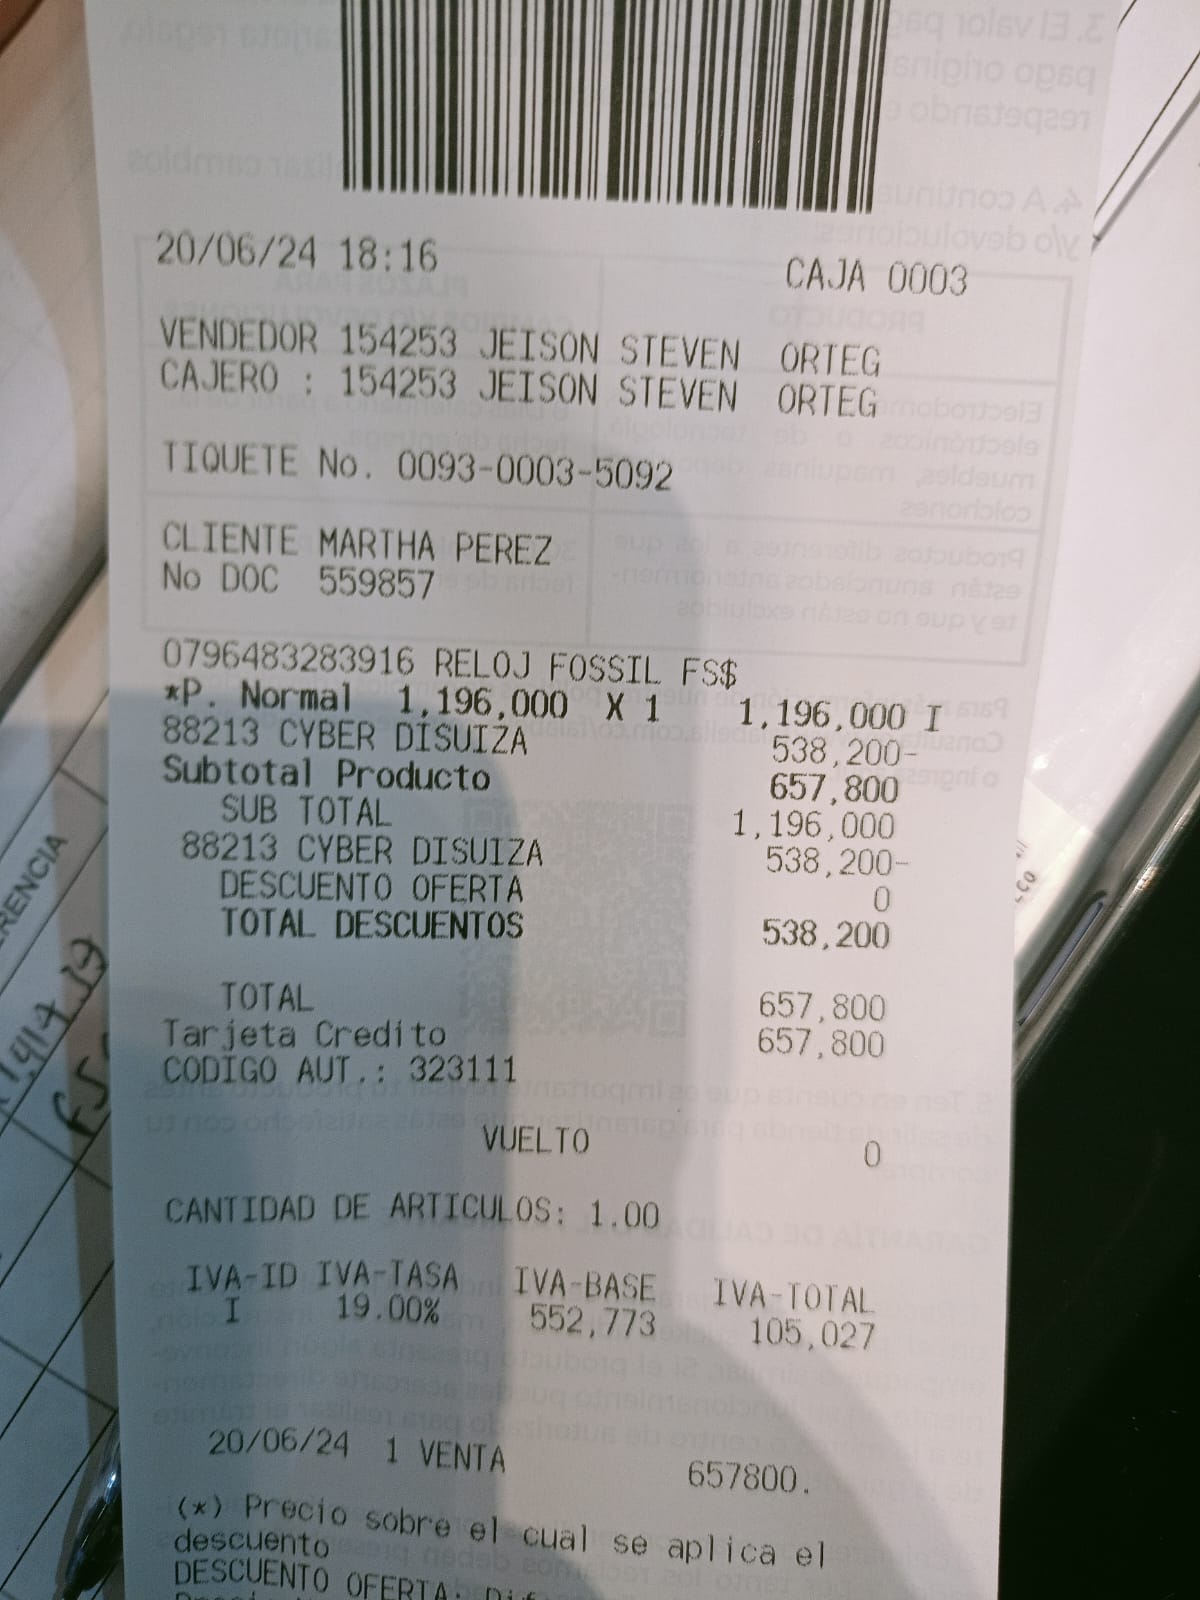 20/06/24 18:16 CAJA 0003
VENDEDOR 154253 JEISON STEVEN ORTEG
CAJERO : 154253 JEISON STEVEN ORTEG
TIQUETE No. 0093-0003-5092
CLIENTE MARTHA PEREZ
No DOC 559857
0796483283916 RELOJ FOSSIL FS$
*P. Normal 1,196,000 X 1 1,196,000 I
88213 CYBER DISUIZA 538,200-
Subtotal Producto 657,800
SUB TOTAL 1,196,000
88213 CYBER DISUIZA 538,200-
DESCUENTO OFERTA 0
TOTAL DESCUENTOS 538,200
TOTAL 657,800
Tarjeta Credito 657,800
CODIGO AUT.: 323111
VUELTO 0
CANTIDAD DE ARTICULOS: 1.00
IVA-ID IVA-TASA IVA-BASE IVA-TOTAL
I 19.00% 552,773 105,027
20/06/24 1 VENTA 657800.
(*) Precio sobre el cual se aplica el
descuento
DESCUENTO OFERTA: